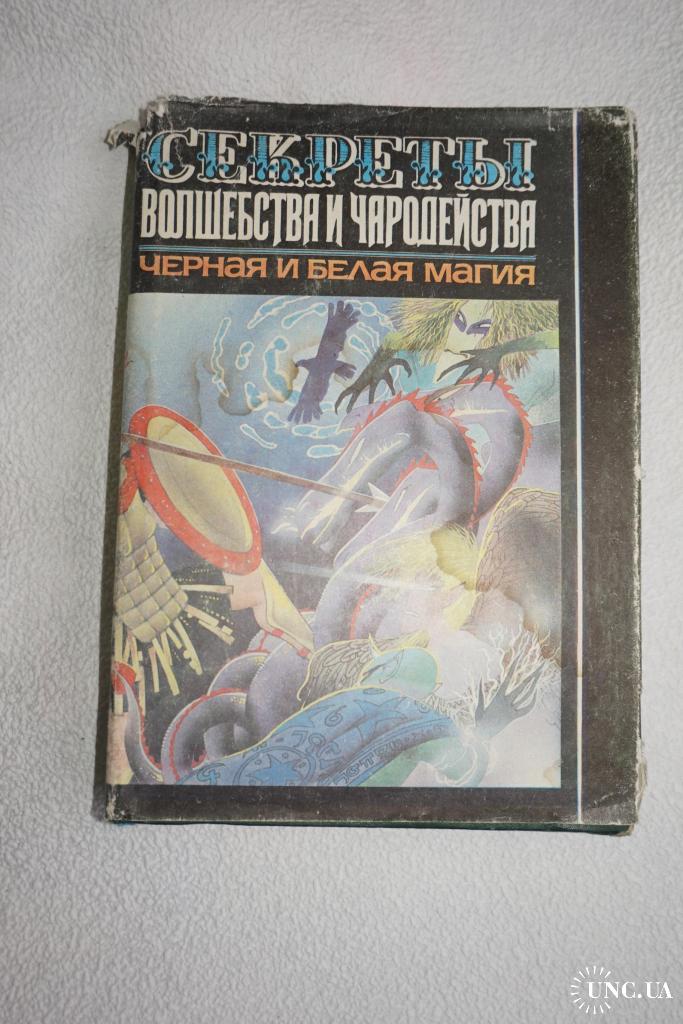 СЕКРЕТЫ
ВОЛШЕБСТВА И ЧАРОДЕЙСТВА
ЧЕРНАЯ И БЕЛАЯ МАГИЯ
UNC.UA